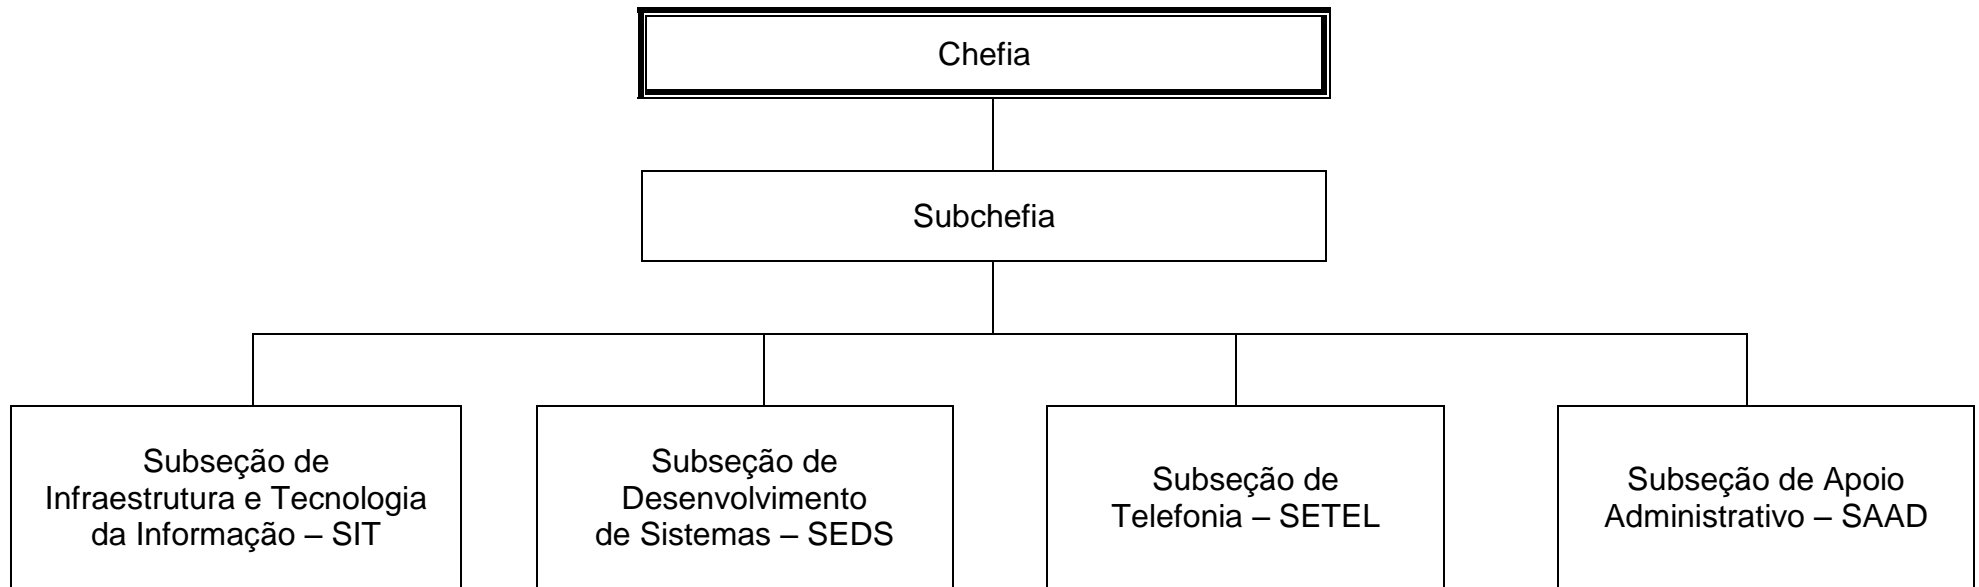 Chefia
Subchefia
Subseção de
Infraestrutura e Tecnologia
da Informação – SIT
Subseção de
Desenvolvimento
de Sistemas – SEDS
Subseção de
Telefonia – SETEL
Subseção de Apoio
Administrativo – SAAD